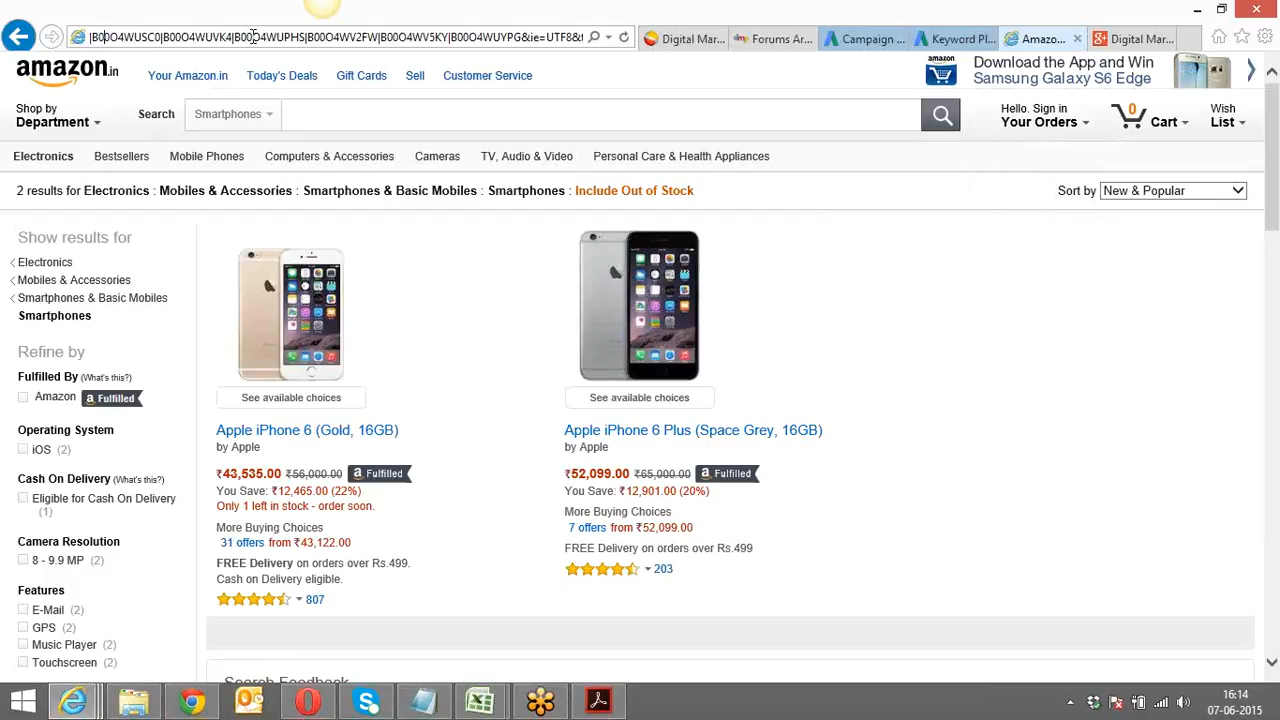 |B00O4WUSC0|B00O4WUVK4|B00O4WUPHS|B00O4WV2FW|B00O4WV5KY|B00O4WUYPG&ie=UTF8&
Digital Mar...
Forums Ar...
Campaign ...
Keyword Pl...
Amazo...
Digital Mar...
amazon.in
Your Amazon.in
Today's Deals
Gift Cards
Sell
Customer Service
Download the App and Win
Samsung Galaxy S6 Edge
Shop by
Department
Search
Smartphones
Hello. Sign in
Your Orders
0
Cart
Wish
List
Electronics
Bestsellers
Mobile Phones
Computers & Accessories
Cameras
TV, Audio & Video
Personal Care & Health Appliances
2 results for Electronics : Mobiles & Accessories : Smartphones & Basic Mobiles : Smartphones : Include Out of Stock
Sort by
New & Popular
Show results for
Electronics
Mobiles & Accessories
Smartphones & Basic Mobiles
Smartphones
Refine by
Fulfilled By (What's this?)
Amazon
a Fulfilled
Operating System
iOS (2)
Cash On Delivery (What's this?)
Eligible for Cash On Delivery
(1)
Camera Resolution
8 - 9.9 MP (2)
Features
E-Mail (2)
GPS (2)
Music Player (2)
Touchscreen (2)
See available choices
Apple iPhone 6 (Gold, 16GB)
by Apple
₹43,535.00 ₹56,000.00 a Fulfilled
You Save: ₹12,465.00 (22%)
Only 1 left in stock - order soon.
More Buying Choices
31 offers from ₹43,122.00
FREE Delivery on orders over Rs.499.
Cash on Delivery eligible.
807
See available choices
Apple iPhone 6 Plus (Space Grey, 16GB)
by Apple
₹52,099.00 ₹65,000.00 a Fulfilled
You Save: ₹12,901.00 (20%)
More Buying Choices
7 offers from ₹52,099.00
FREE Delivery on orders over Rs.499
203
Search Feedback
16:14
07-06-2015